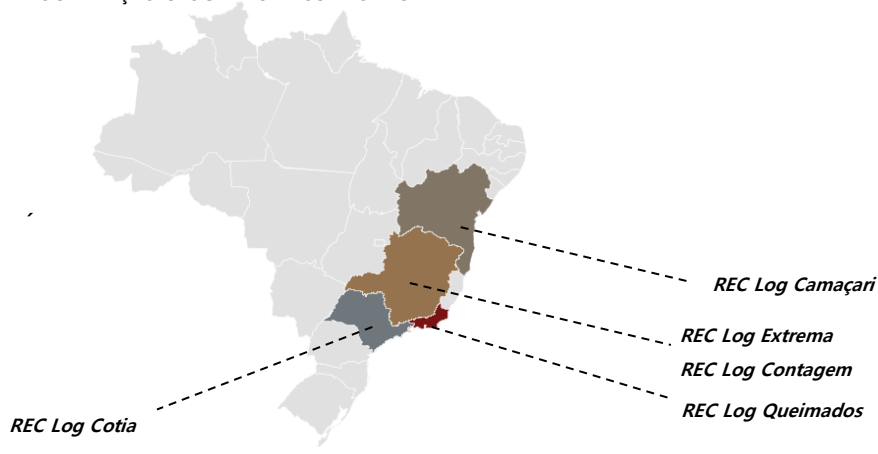 REC Log Camaçari
REC Log Extrema
REC Log Contagem
REC Log Queimados
REC Log Cotia